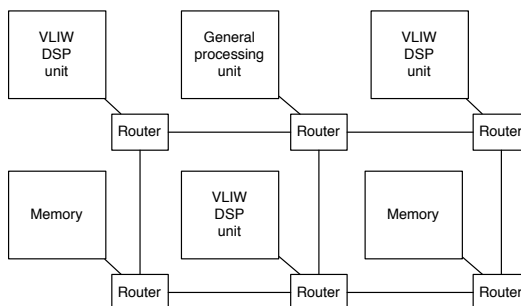 VLIW
DSP
unit
General
processing
unit
VLIW
DSP
unit
Router
Router
Router
Memory
VLIW
DSP
unit
Memory
Router
Router
Router